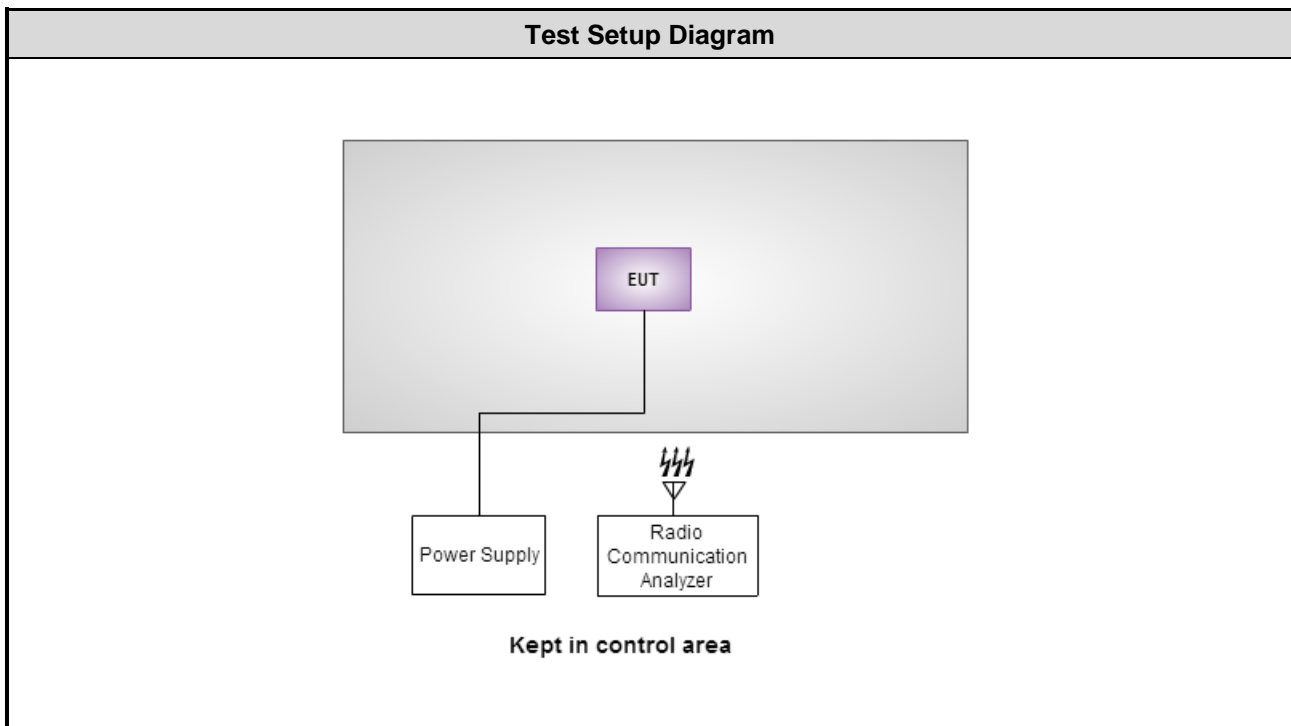 Test Setup Diagram
EUT
Power Supply
Radio
Communication
Analyzer
Kept in control area